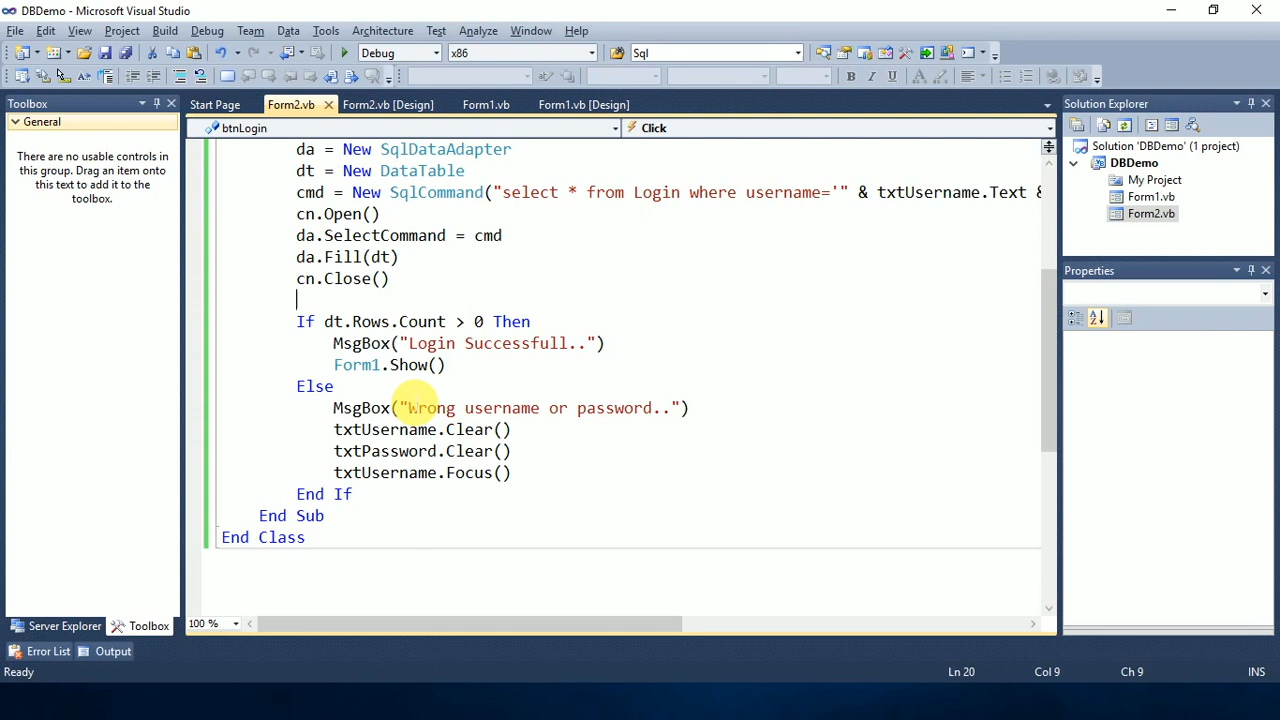 DBDemo - Microsoft Visual Studio
File Edit View Project Build Debug Team Data Tools Architecture Test Analyze Window Help
Debug x86 Sql
Toolbox
General
There are no usable controls in
this group. Drag an item onto
this text to add it to the
toolbox.
Server Explorer Toolbox
Start Page Form2.vb Form2.vb [Design] Form1.vb Form1.vb [Design]
btnLogin Click
da = New SqlDataAdapter
dt = New DataTable
cmd = New SqlCommand("select * from Login where username='" & txtUsername.Text &
cn.Open()
da.SelectCommand = cmd
da.Fill(dt)
cn.Close()
If dt.Rows.Count > 0 Then
MsgBox("Login Successfull..")
Form1.Show()
Else
MsgBox("Wrong username or password..")
txtUsername.Clear()
txtPassword.Clear()
txtUsername.Focus()
End If
End Sub
End Class
100 %
Solution Explorer
Solution 'DBDemo' (1 project)
DBDemo
My Project
Form1.vb
Form2.vb
Properties
Error List Output
Ready Ln 20 Col 9 Ch 9 INS